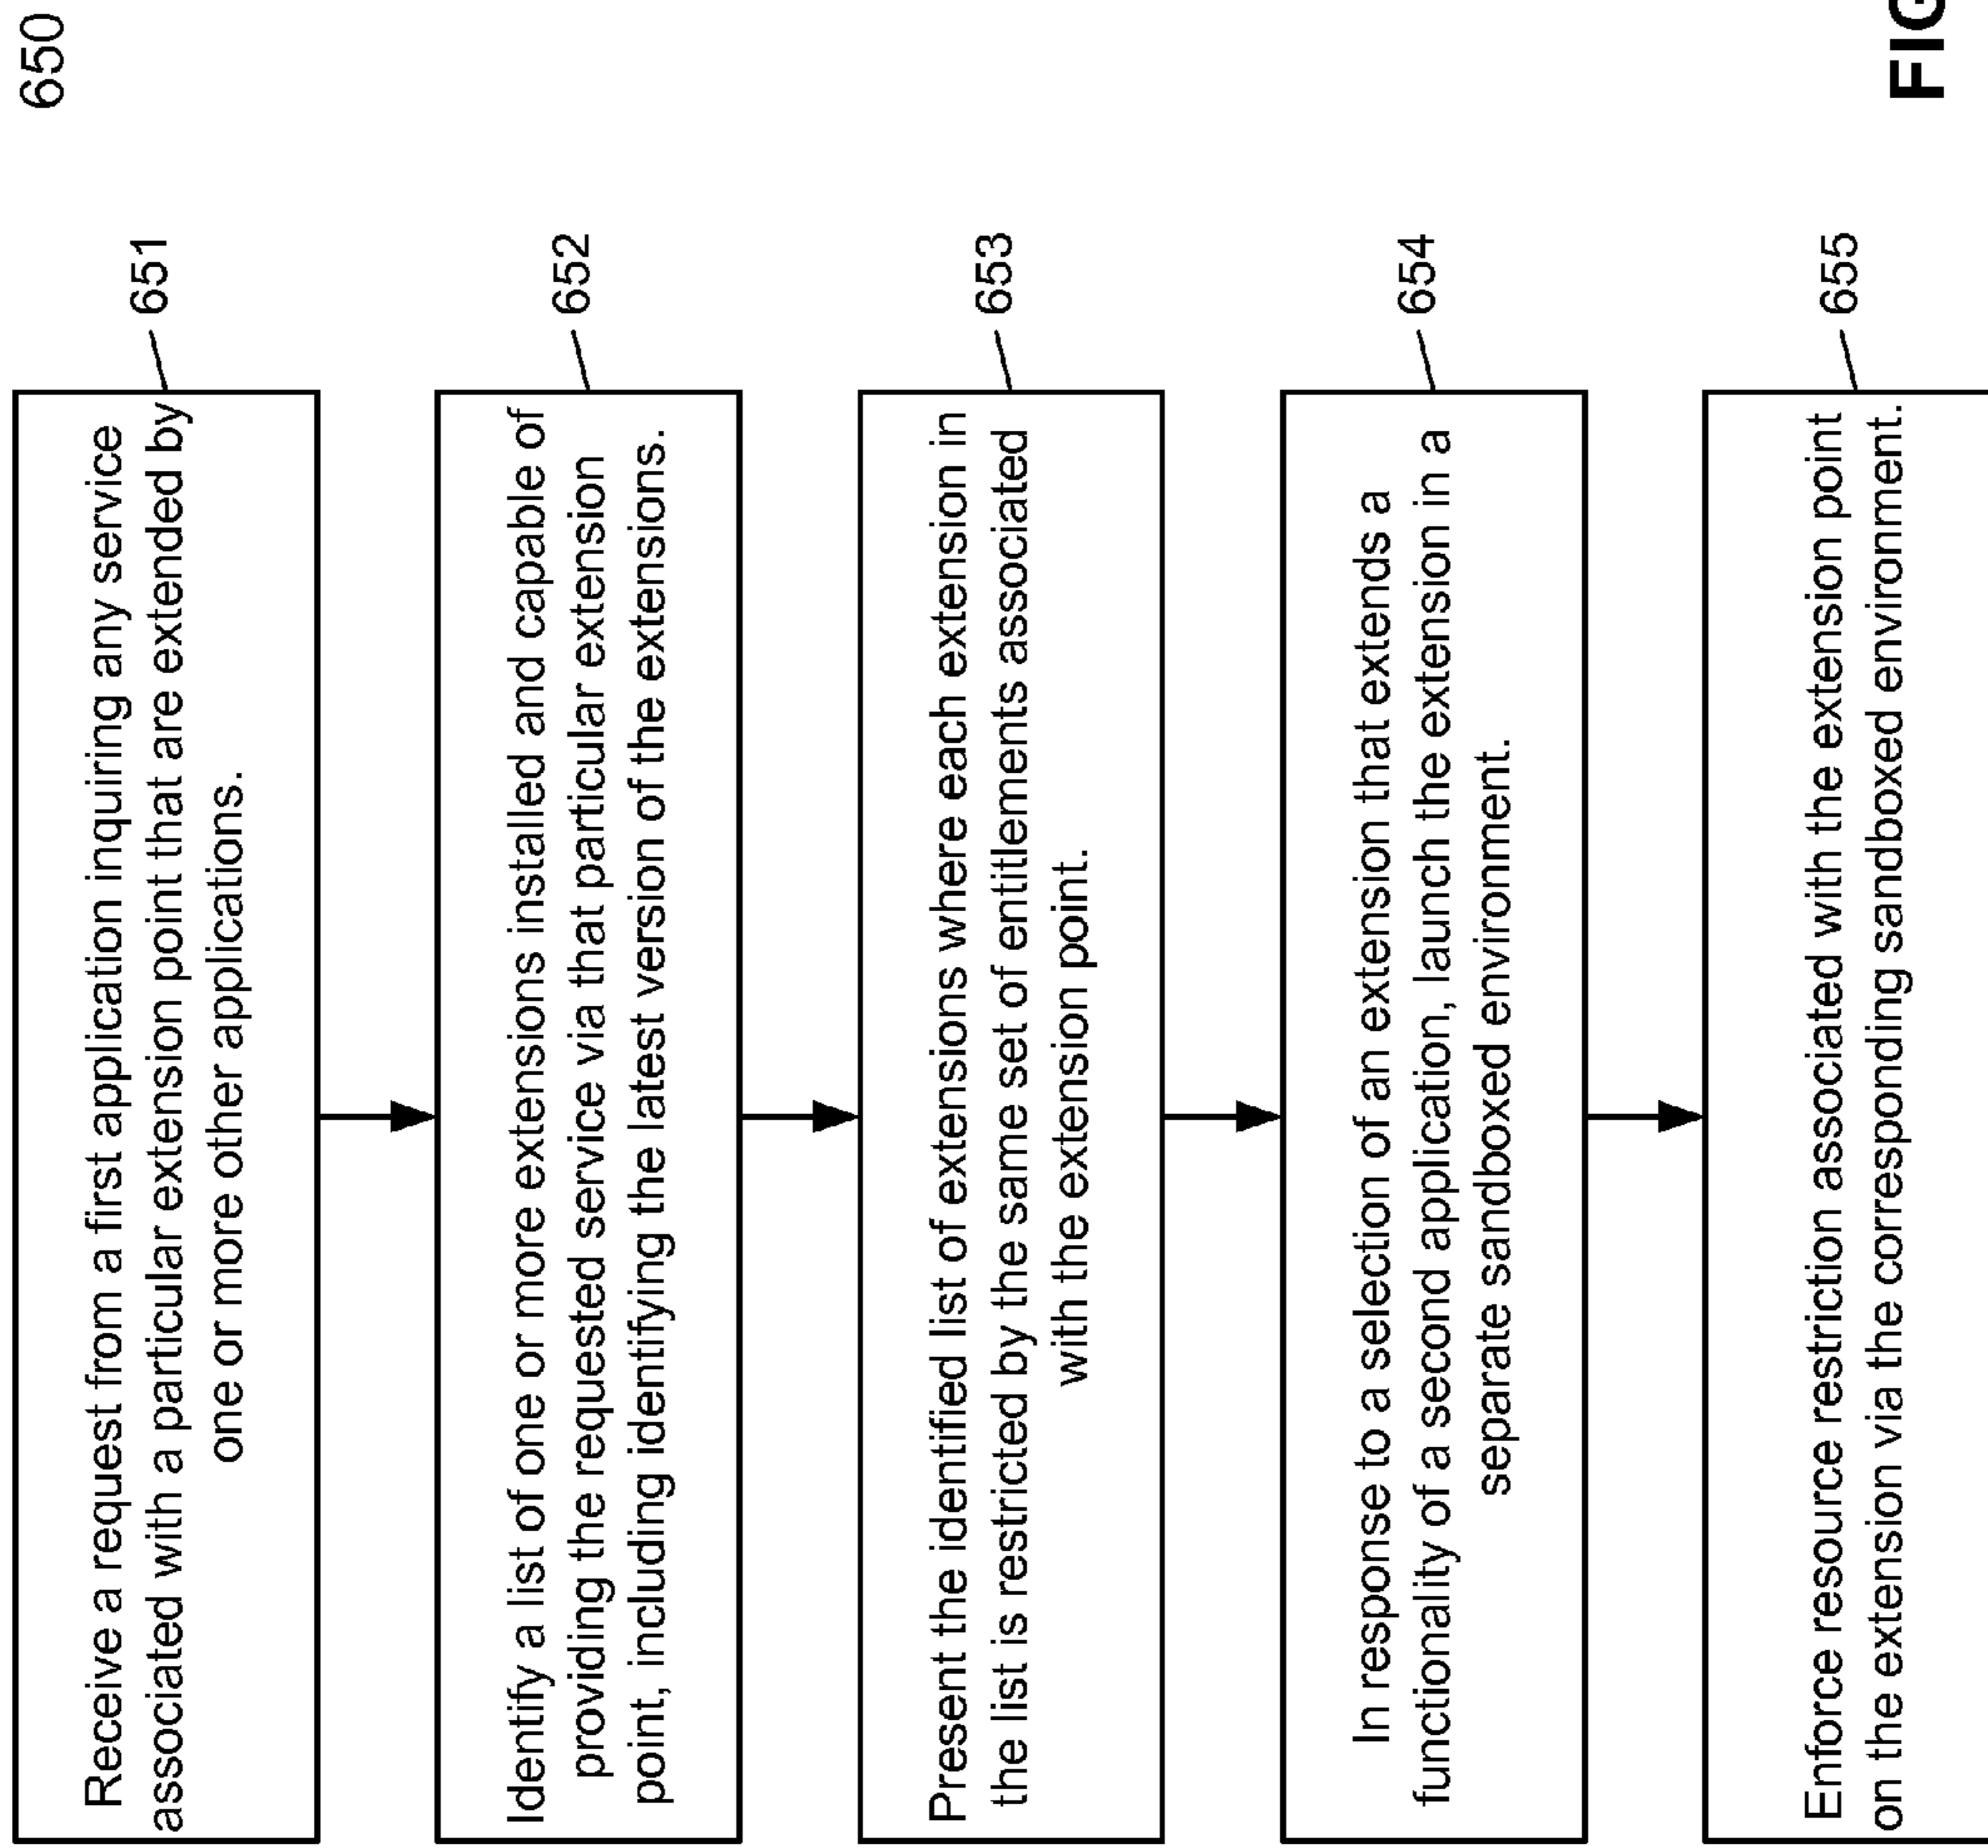 650
Receive a request from a first application inquiring any service
associated with a particular extension point that are extended by
one or more other applications.
651
Identify a list of one or more extensions installed and capable of
providing the requested service via that particular extension
point, including identifying the latest version of the extensions.
652
Present the identified list of extensions where each extension in
the list is restricted by the same set of entitlements associated
with the extension point.
653
In response to a selection of an extension that extends a
functionality of a second application, launch the extension in a
separate sandboxed environment.
654
Enforce resource restriction associated with the extension point
on the extension via the corresponding sandboxed environment.
655
FIG